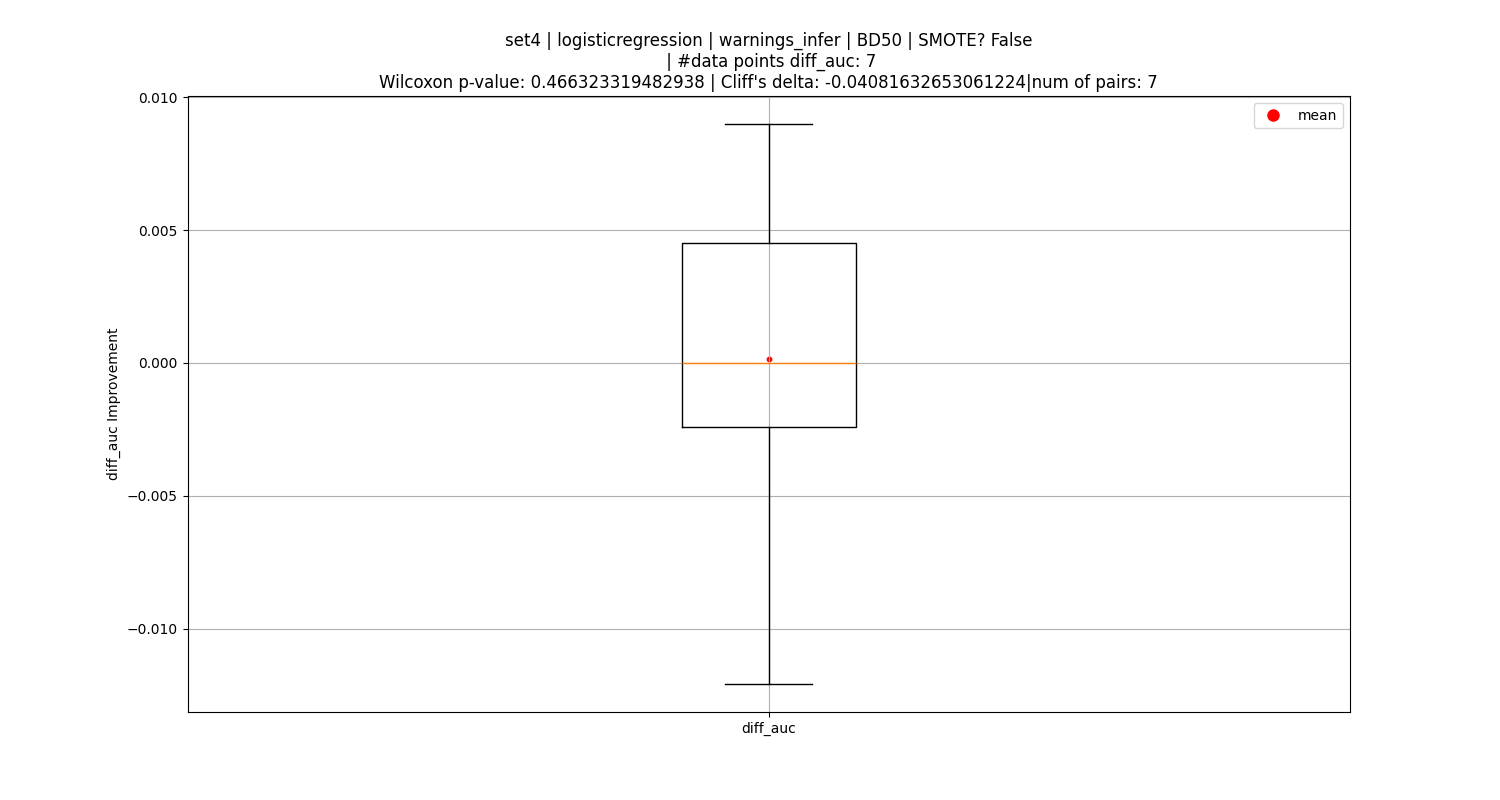 set4 | logisticregression | warnings_infer | BD50 | SMOTE? False
| #data points diff_auc: 7
Wilcoxon p-value: 0.466323319482938 | Cliff's delta: -0.04081632653061224|num of pairs: 7
mean
0.010
0.005
0.000
−0.005
−0.010
diff_auc Improvement
diff_auc